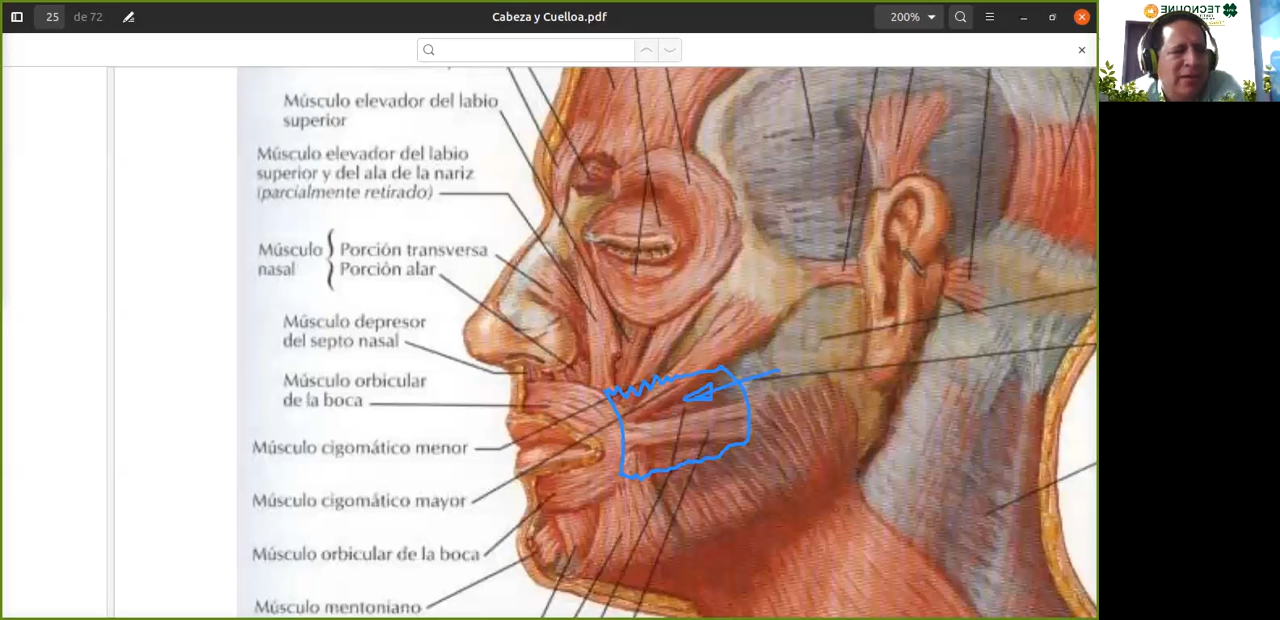 25
de 72
Cabeza y Cuelloa.pdf
200%
TECNOLINE
Músculo elevador del labio
superior
Músculo elevador del labio
superior y del ala de la nariz
(parcialmente retirado)
Músculo
nasal
Porción transversa
Porción alar
Músculo depresor
del septo nasal
Músculo orbicular
de la boca
Músculo cigomático menor
Músculo cigomático mayor
Músculo orbicular de la boca
Músculo mentoniano